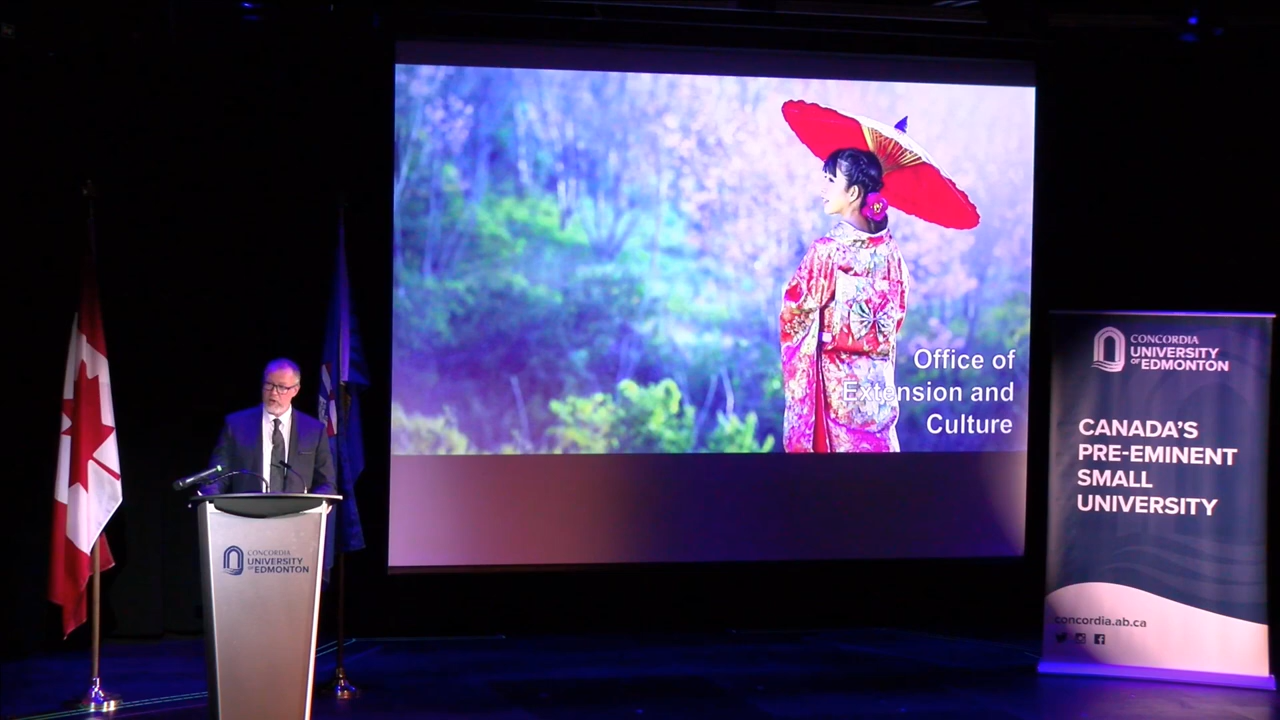 Office of
Extension and
Culture
CONCORDIA
UNIVERSITY
OF EDMONTON
CONCORDIA
UNIVERSITY
OF EDMONTON
CANADA'S
PRE-EMINENT
SMALL
UNIVERSITY
concordia.ab.ca